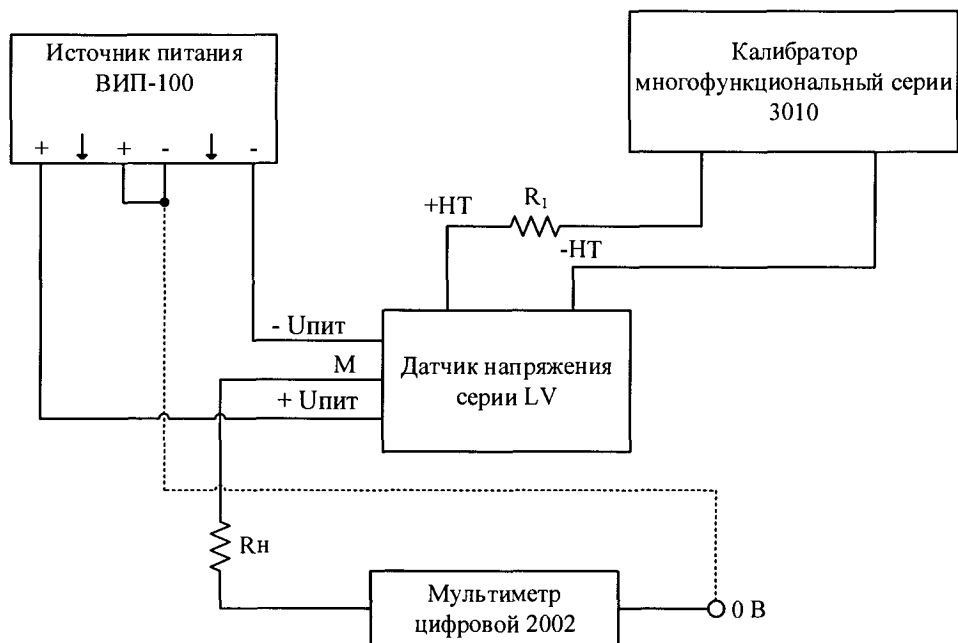 Источник питания
ВИП-100
+ + - -
Калибратор
многофункциональный серии
3010
+HT
R1
-HT
- Uпит
M
+ Uпит
Датчик напряжения
серии LV
Rн
Мультиметр
цифровой 2002
0 В